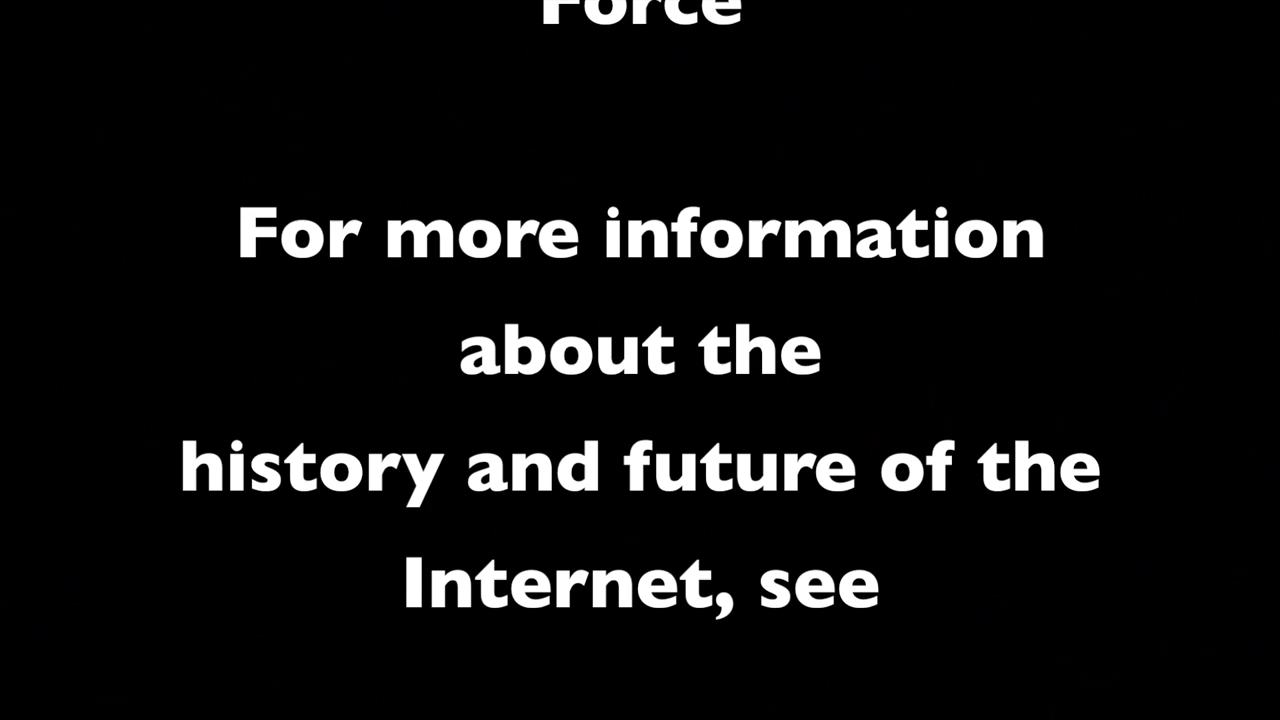 Force
For more information
about the
history and future of the
Internet, see